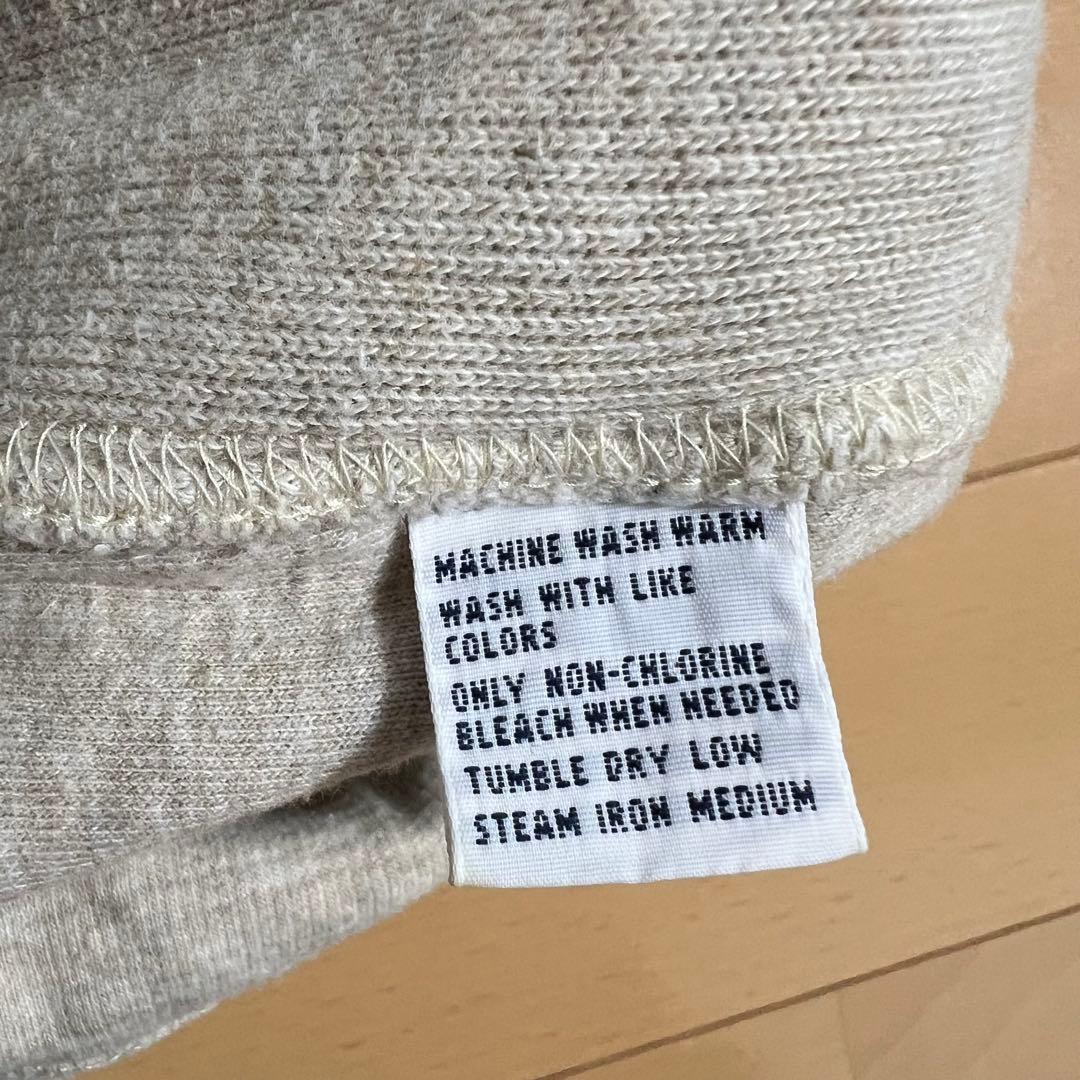 MACHINE WASH WARM
WASH WITH LIKE
COLORS
ONLY NON-CHLORINE
BLEACH WHEN NEEDED
TUMBLE DRY LOW
STEAM IRON MEDIUM